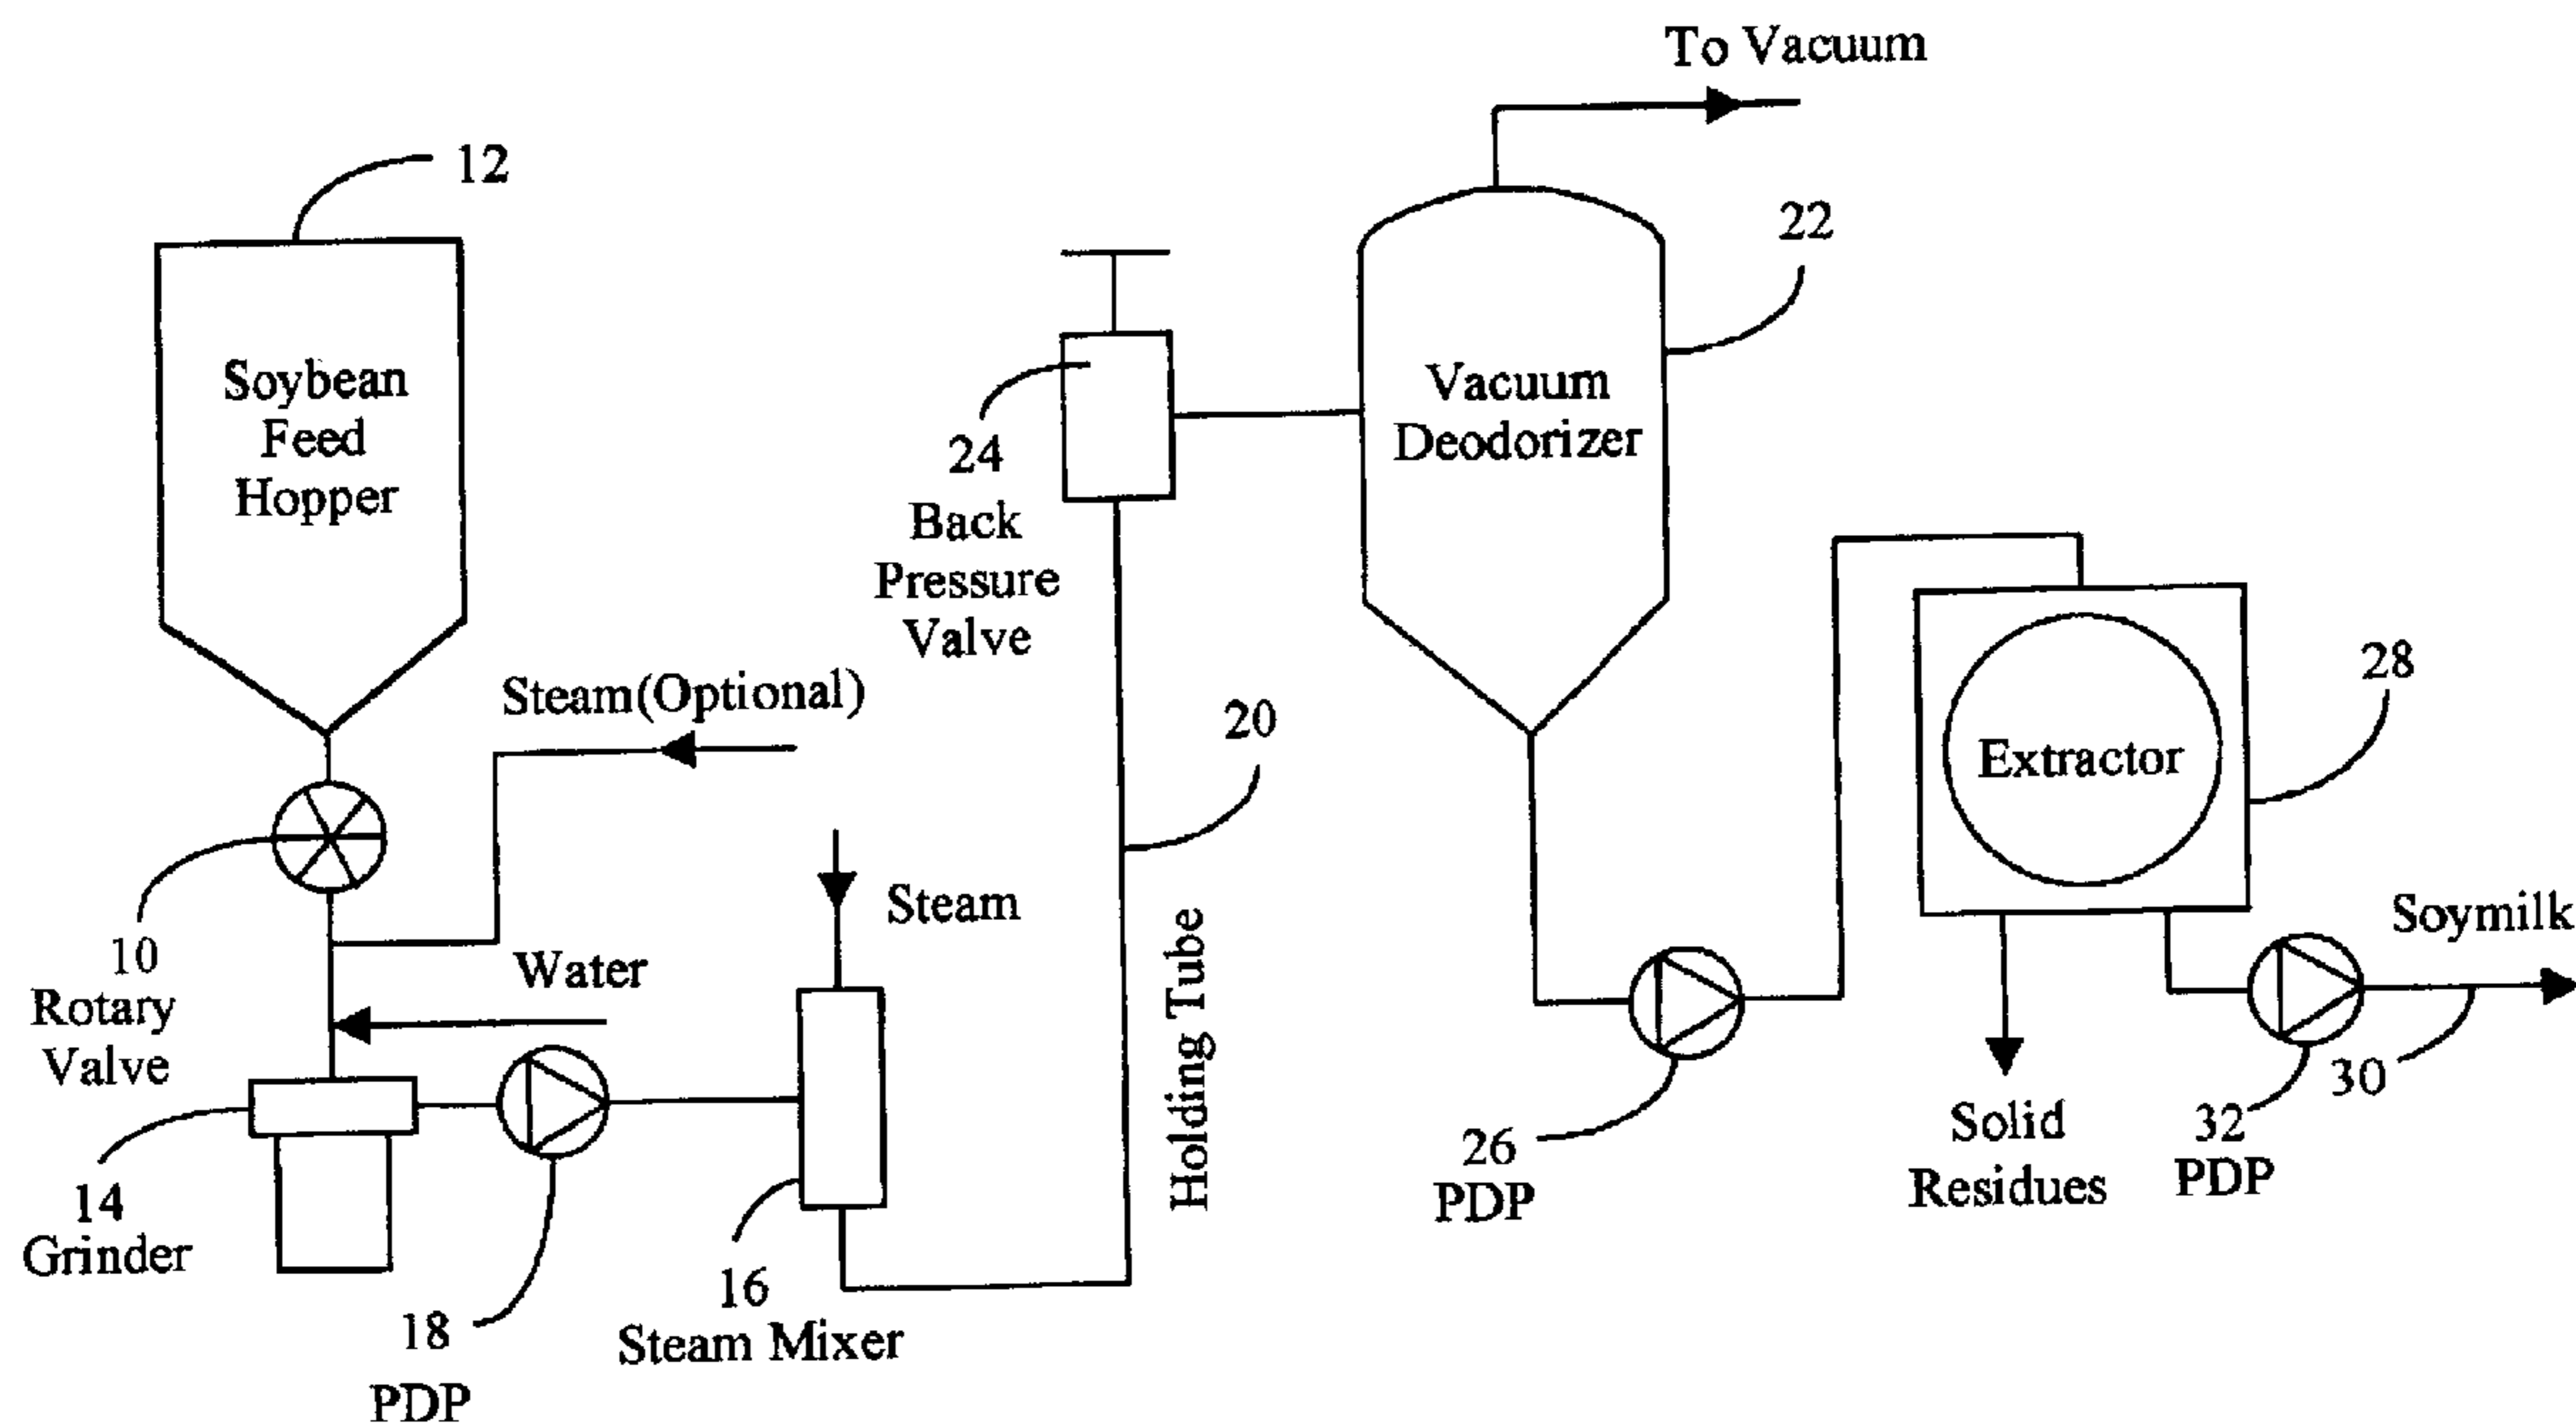 To Vacuum
12
22
Soybean
Feed
Hopper
Vacuum
Deodorizer
24
Back
Pressure
Valve
Steam(Optional)
20
28
Extractor
Steam
10
Rotary
Valve
Water
Holding Tube
Soymilk
30
14
Grinder
18
PDP
16
Steam Mixer
26
PDP
Solid
Residues
32
PDP